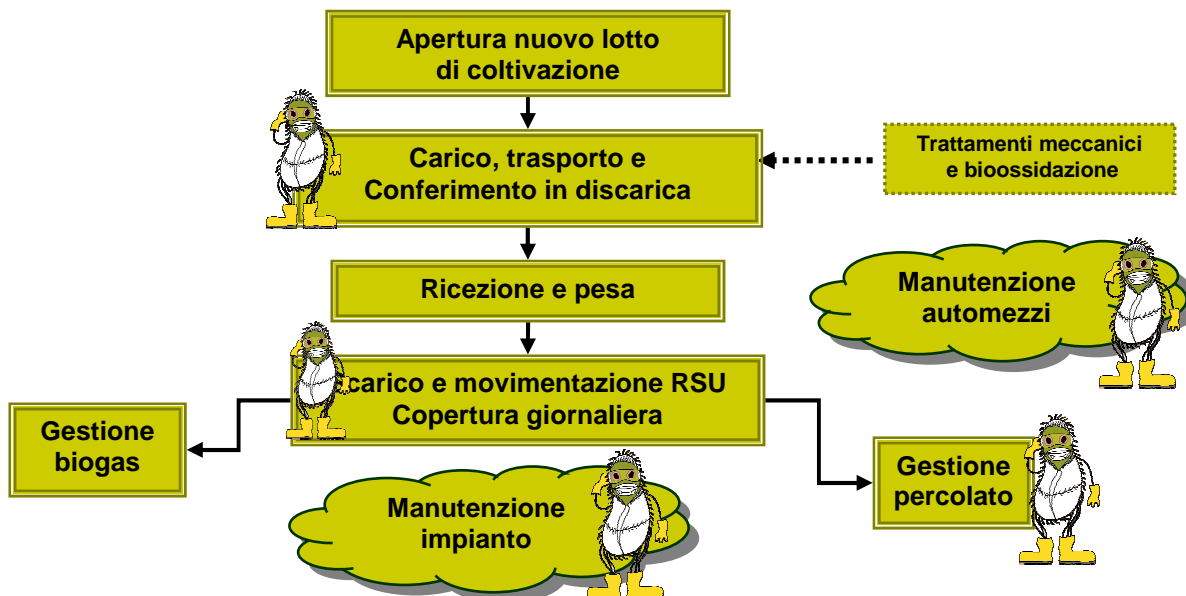 Apertura nuovo lotto
di coltivazione
Carico, trasporto e
Conferimento in discarica
Trattamenti meccanici
e bioossidazione
Ricezione e pesa
Manutenzione
automezzi
carico e movimentazione RSU
Copertura giornaliera
Gestione
biogas
Gestione
percolato
Manutenzione
impianto